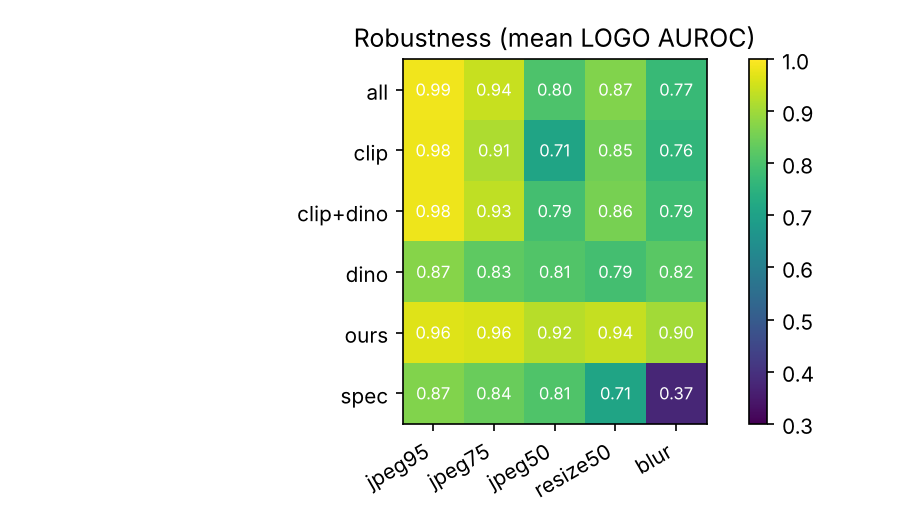 Robustness (mean LOGO AUROC)
all 0.99 0.94 0.80 0.87 0.77
clip 0.98 0.91 0.71 0.85 0.76
clip+dino 0.98 0.93 0.79 0.86 0.79
dino 0.87 0.83 0.81 0.79 0.82
ours 0.96 0.96 0.92 0.94 0.90
spec 0.87 0.84 0.81 0.71 0.37
jpeg95 jpeg75 jpeg50 resize50 blur
1.0
0.9
0.8
0.7
0.6
0.5
0.4
0.3